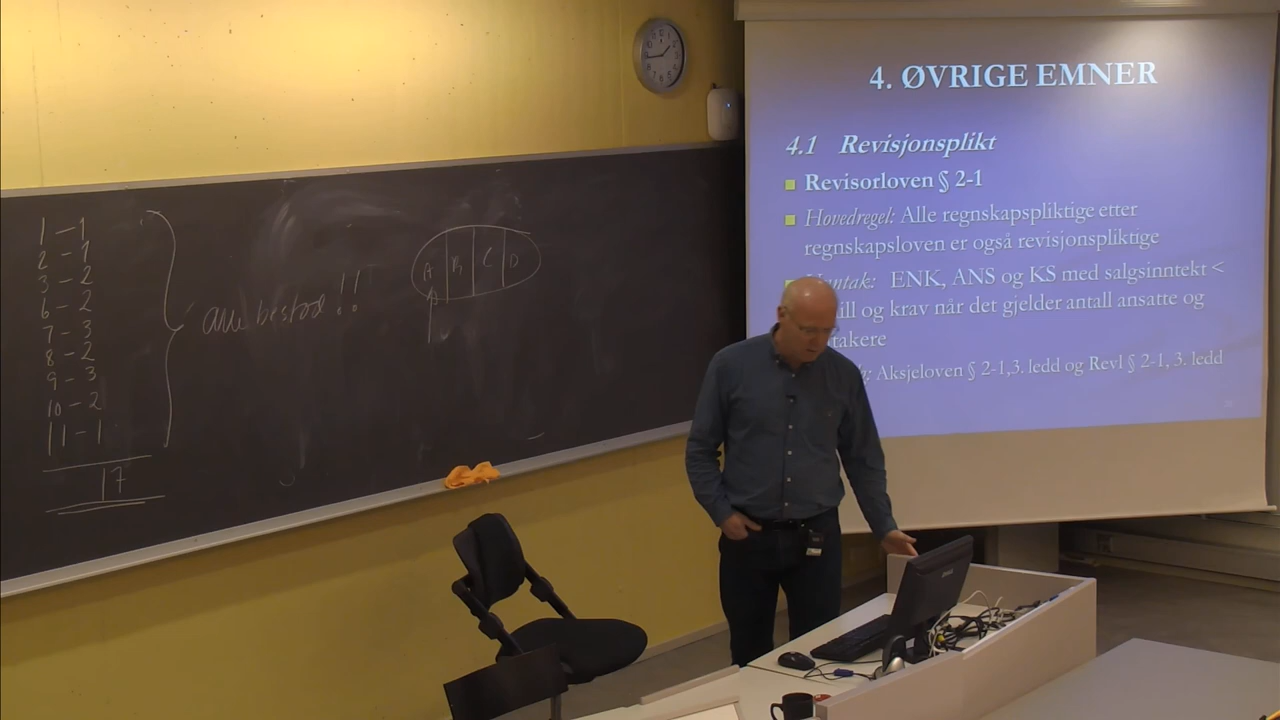 1 – 1
2 – 1
3 – 2
6 – 2
7 – 3
8 – 2
9 – 3
10 – 2
11 – 1
17
!!
A B C D
4. ØVRIGE EMNER
4.1 Revisjonsplikt
Revisorloven § 2-1
Hovedregel: Alle regnskapspliktige etter
regnskapsloven er også revisjonspliktige
ENK, ANS og KS med salgsinntekt <
ill og krav når det gjelder antall ansatte og
takere
Aksjeloven § 2-1,3. ledd og Revl § 2-1, 3. ledd